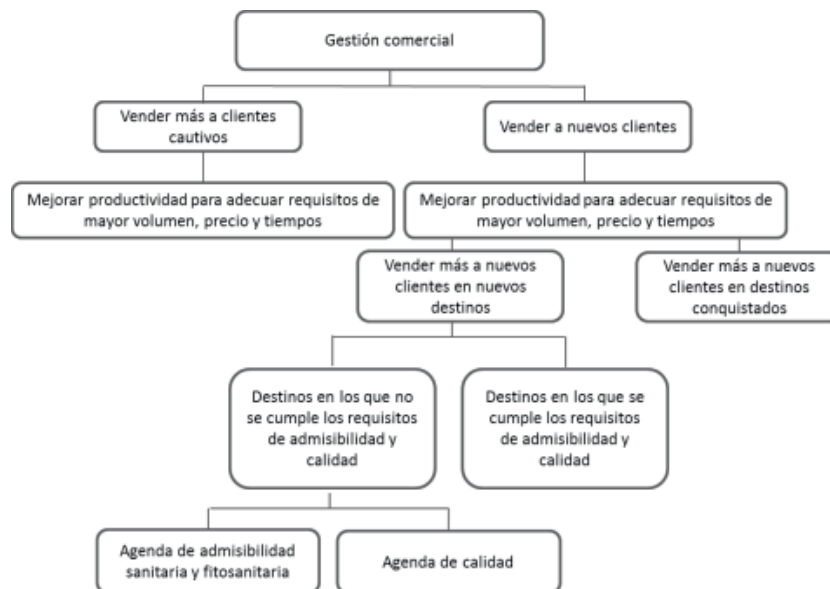 Gestión comercial
Vender más a clientes
cautivos
Vender a nuevos clientes
Mejorar productividad para adecuar requisitos de
mayor volumen, precio y tiempos
Mejorar productividad para adecuar requisitos de
mayor volumen, precio y tiempos
Vender más a nuevos
clientes en nuevos
destinos
Vender más a nuevos
clientes en destinos
conquistados
Destinos en los que no
se cumple los requisitos
de admisibilidad y
calidad
Destinos en los que se
cumple los requisitos
de admisibilidad y
calidad
Agenda de admisibilidad
sanitaria y fitosanitaria
Agenda de calidad